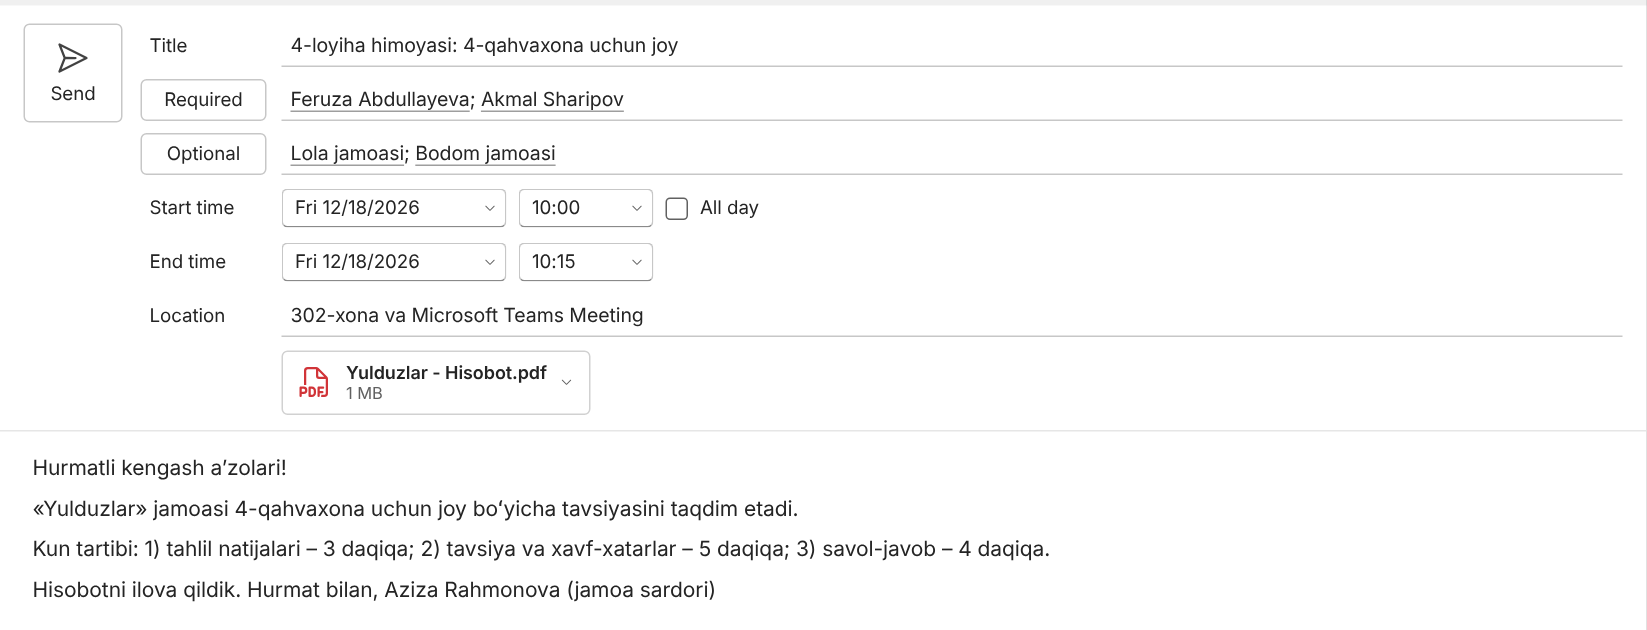 Send
Title
4-loyiha himoyasi: 4-qahvaxona uchun joy
Required
Feruza Abdullayeva; Akmal Sharipov
Optional
Lola jamoasi; Bodom jamoasi
Start time
Fri 12/18/2026
10:00
All day
End time
Fri 12/18/2026
10:15
Location
302-xona va Microsoft Teams Meeting
PDF
Yulduzlar - Hisobot.pdf
1 MB
Hurmatli kengash aʼzolari!
«Yulduzlar» jamoasi 4-qahvaxona uchun joy boʻyicha tavsiyasini taqdim etadi.
Kun tartibi: 1) tahlil natijalari – 3 daqiqa; 2) tavsiya va xavf-xatarlar – 5 daqiqa; 3) savol-javob – 4 daqiqa.
Hisobotni ilova qildik. Hurmat bilan, Aziza Rahmonova (jamoa sardori)